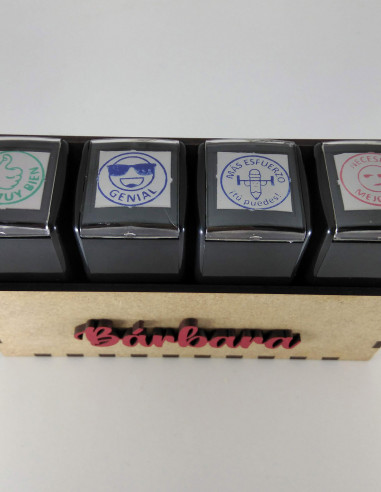 MUY BIEN
GENIAL
MÁS ESFUERZO
¡Tú puedes!
Bárbara